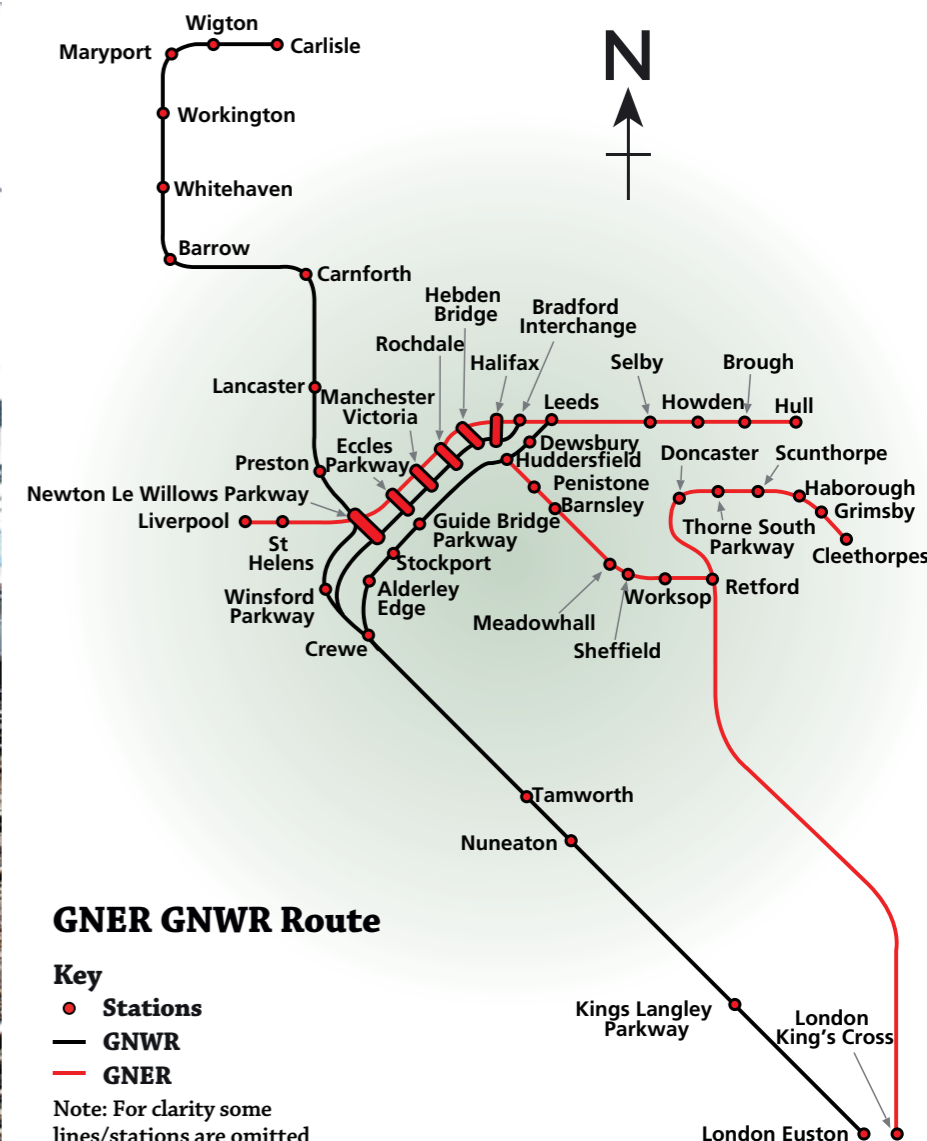 Wigton
Maryport
Carlisle
N
Workington
Whitehaven
Barrow
Carnforth
Hebden
Bridge
Bradford
Interchange
Rochdale
Halifax
Selby
Brough
Lancaster
Manchester
Victoria
Leeds
Howden
Hull
Eccles
Parkway
Dewsbury
Huddersfield
Doncaster
Scunthorpe
Preston
Penistone
Barnsley
Haborough
Grimsby
Newton Le Willows Parkway
Liverpool
St
Helens
Guide Bridge
Parkway
Thorne South
Parkway
Cleethorpes
Stockport
Winsford
Parkway
Alderley
Edge
Worksop
Retford
Meadowhall
Sheffield
Crewe
Tamworth
Nuneaton
GNER GNWR Route
Key
Stations
GNWR
GNER
Note: For clarity some
lines/stations are omitted
Kings Langley
Parkway
London
King's Cross
London Euston